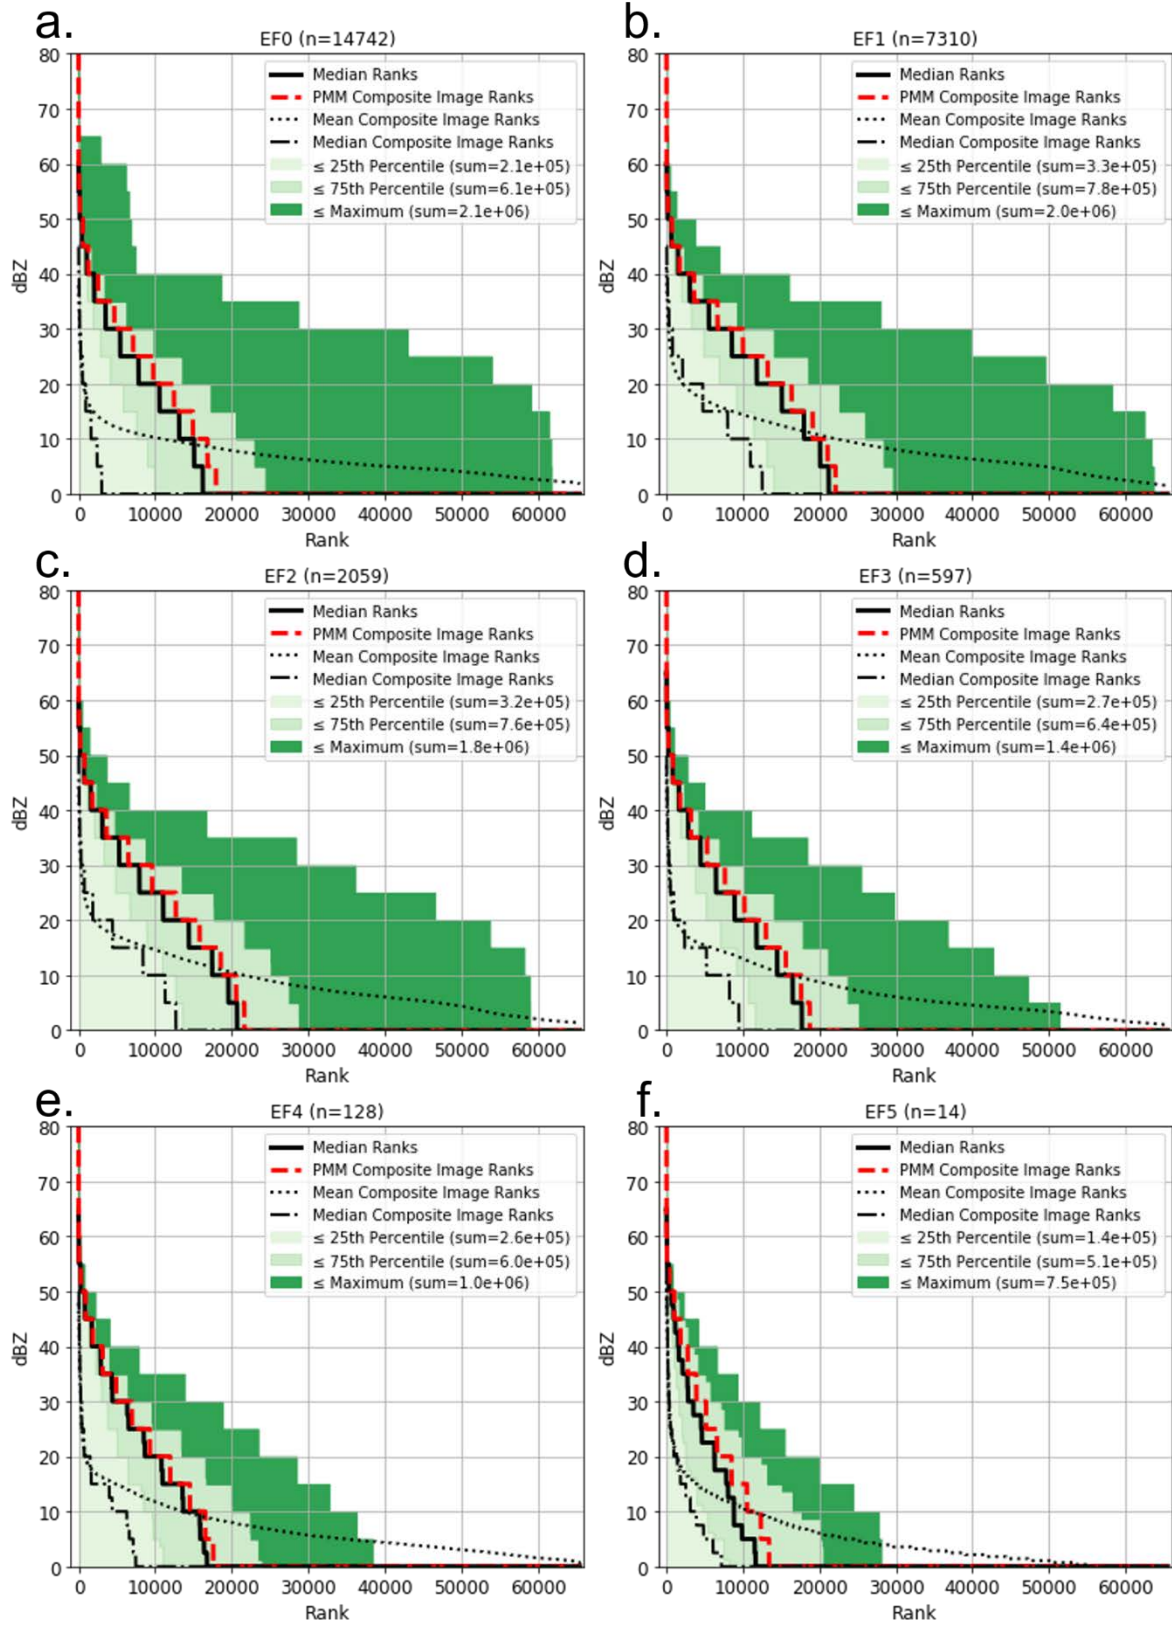 a.
EF0 (n=14742)
80
70
60
50
40
30
20
10
0
dBZ
Median Ranks
PMM Composite Image Ranks
Mean Composite Image Ranks
Median Composite Image Ranks
≤ 25th Percentile (sum=2.1e+05)
≤ 75th Percentile (sum=6.1e+05)
≤ Maximum (sum=2.1e+06)
0 10000 20000 30000 40000 50000 60000
Rank
b.
EF1 (n=7310)
80
70
60
50
40
30
20
10
0
dBZ
Median Ranks
PMM Composite Image Ranks
Mean Composite Image Ranks
Median Composite Image Ranks
≤ 25th Percentile (sum=3.3e+05)
≤ 75th Percentile (sum=7.8e+05)
≤ Maximum (sum=2.0e+06)
0 10000 20000 30000 40000 50000 60000
Rank
c.
EF2 (n=2059)
80
70
60
50
40
30
20
10
0
dBZ
Median Ranks
PMM Composite Image Ranks
Mean Composite Image Ranks
Median Composite Image Ranks
≤ 25th Percentile (sum=3.2e+05)
≤ 75th Percentile (sum=7.6e+05)
≤ Maximum (sum=1.8e+06)
0 10000 20000 30000 40000 50000 60000
Rank
d.
EF3 (n=597)
80
70
60
50
40
30
20
10
0
dBZ
Median Ranks
PMM Composite Image Ranks
Mean Composite Image Ranks
Median Composite Image Ranks
≤ 25th Percentile (sum=2.7e+05)
≤ 75th Percentile (sum=6.4e+05)
≤ Maximum (sum=1.4e+06)
0 10000 20000 30000 40000 50000 60000
Rank
e.
EF4 (n=128)
80
70
60
50
40
30
20
10
0
dBZ
Median Ranks
PMM Composite Image Ranks
Mean Composite Image Ranks
Median Composite Image Ranks
≤ 25th Percentile (sum=2.6e+05)
≤ 75th Percentile (sum=6.0e+05)
≤ Maximum (sum=1.0e+06)
0 10000 20000 30000 40000 50000 60000
Rank
f.
EF5 (n=14)
80
70
60
50
40
30
20
10
0
dBZ
Median Ranks
PMM Composite Image Ranks
Mean Composite Image Ranks
Median Composite Image Ranks
≤ 25th Percentile (sum=1.4e+05)
≤ 75th Percentile (sum=5.1e+05)
≤ Maximum (sum=7.5e+05)
0 10000 20000 30000 40000 50000 60000
Rank